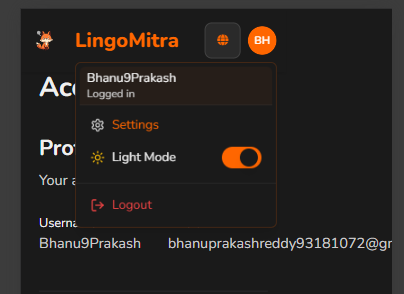 LingoMitra
BH
Bhanu9Prakash
Logged in
Settings
Light Mode
Logout
Acc
Pro
Your a
Userna
Bhanu9Prakash bhanuprakashreddy93181072@gr